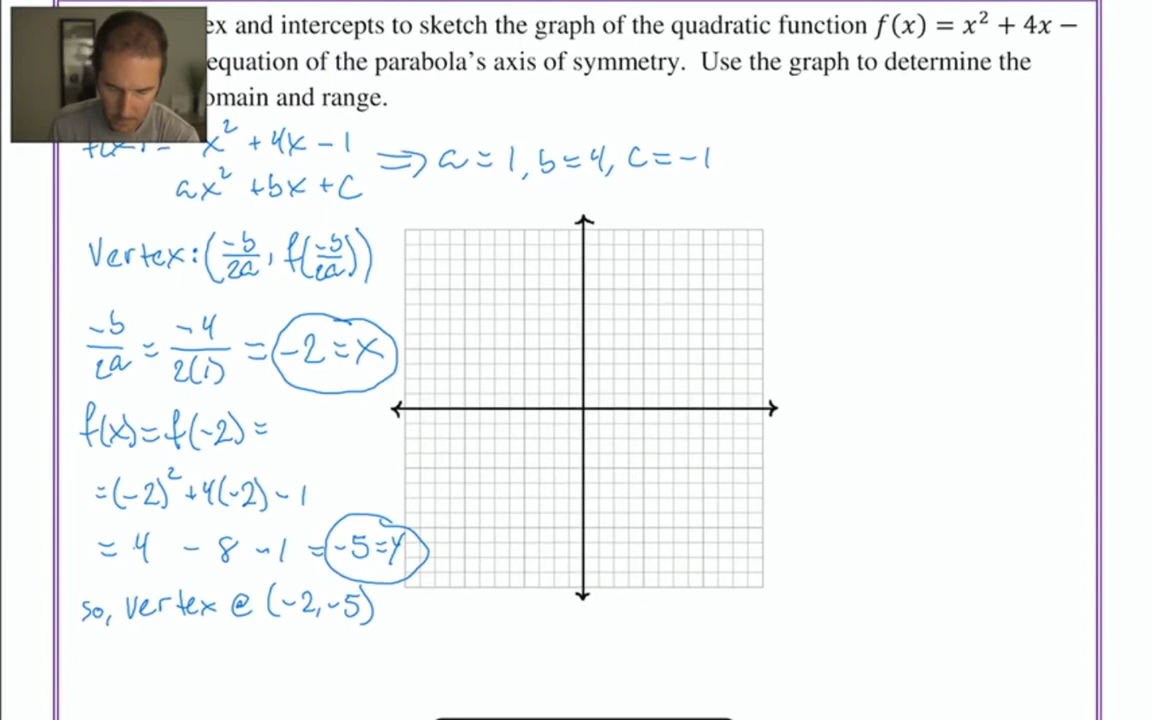 ex and intercepts to sketch the graph of the quadratic function f(x) = x² + 4x −
equation of the parabola's axis of symmetry. Use the graph to determine the
omain and range.
x² + 4x − 1 ⟹ a = 1, b = 4, c = −1
ax² + bx + c
Vertex: (−b/2a, f(−b/2a))
−b/2a = −4/2(1) = −2 = x
f(x) = f(−2) =
= (−2)² + 4(−2) − 1
= 4 − 8 − 1 = −5 = y
so, vertex @ (−2, −5)